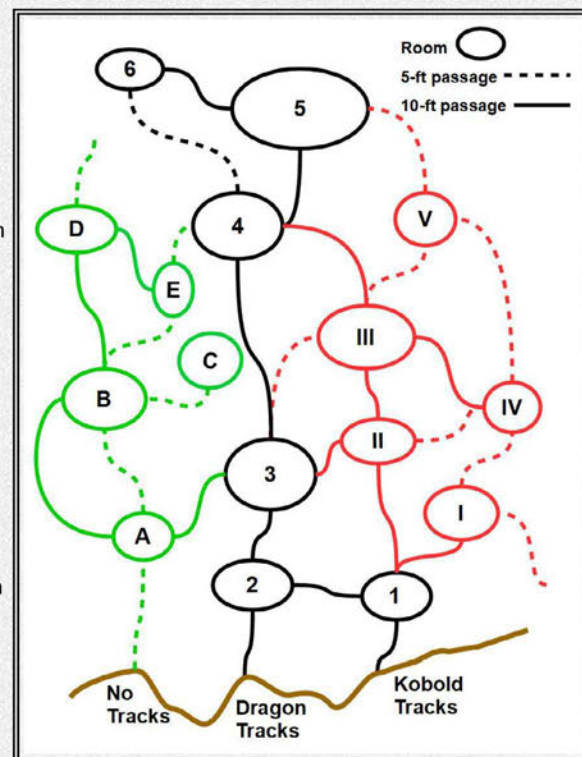 Room
5-ft passage
10-ft passage
6
5
V
D
4
E
III
C
B
IV
II
3
I
A
2
1
No
Tracks
Dragon
Tracks
Kobold
Tracks
n
n